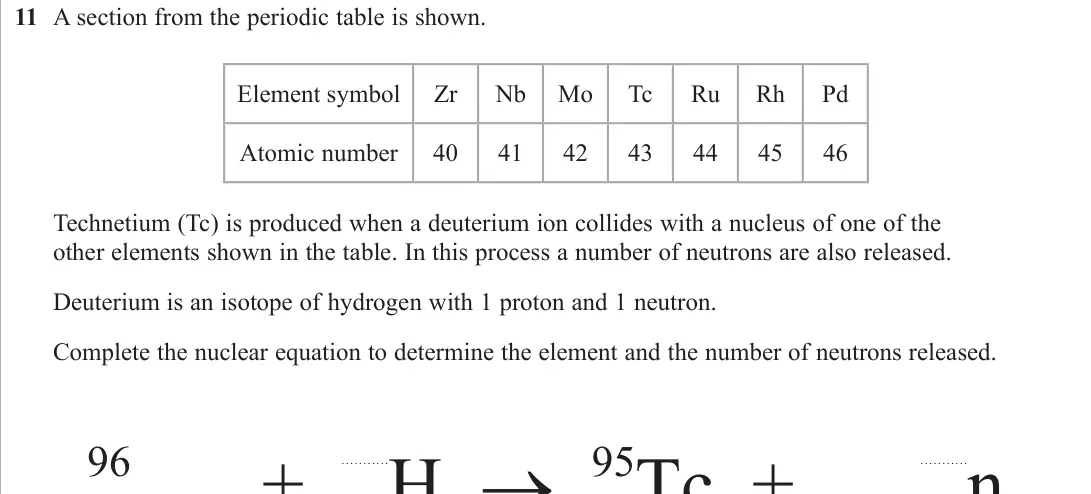 11 A section from the periodic table is shown.
Element symbol Zr Nb Mo Tc Ru Rh Pd
Atomic number 40 41 42 43 44 45 46
Technetium (Tc) is produced when a deuterium ion collides with a nucleus of one of the
other elements shown in the table. In this process a number of neutrons are also released.
Deuterium is an isotope of hydrogen with 1 proton and 1 neutron.
Complete the nuclear equation to determine the element and the number of neutrons released.
96 + ........... H → 95Tc + ........... n